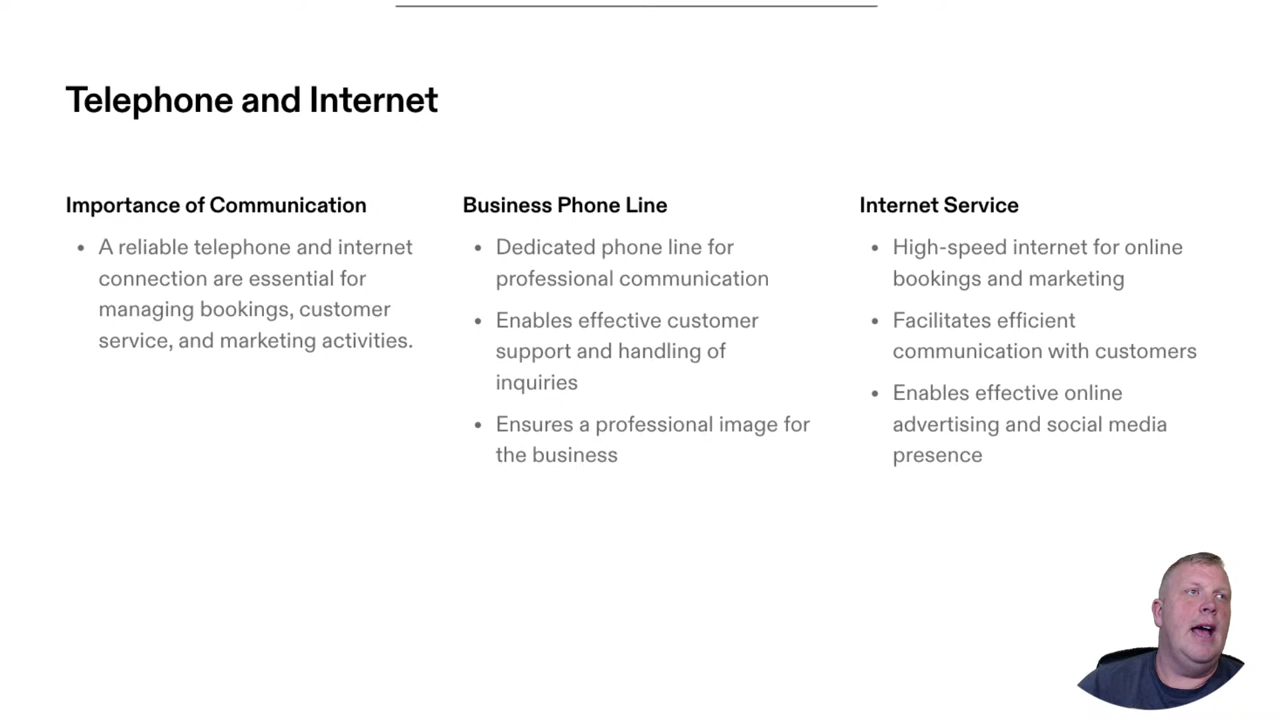 Telephone and Internet
Importance of Communication
A reliable telephone and internet
connection are essential for
managing bookings, customer
service, and marketing activities.
Business Phone Line
Dedicated phone line for
professional communication
Enables effective customer
support and handling of
inquiries
Ensures a professional image for
the business
Internet Service
High-speed internet for online
bookings and marketing
Facilitates efficient
communication with customers
Enables effective online
advertising and social media
presence